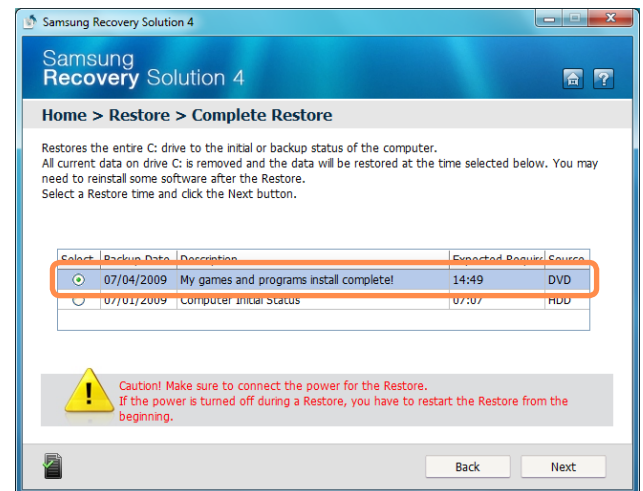 Samsung Recovery Solution 4
Samsung
Recovery Solution 4
Home > Restore > Complete Restore
Restores the entire C: drive to the initial or backup status of the computer.
All current data on drive C: is removed and the data will be restored at the time selected below. You may
need to reinstall some software after the Restore.
Select a Restore time and click the Next button.
Select Backup Date Description Expected Require Source
07/04/2009 My games and programs install complete! 14:49 DVD
07/01/2009 Computer Initial Status 07:07 HDD
Caution! Make sure to connect the power for the Restore.
If the power is turned off during a Restore, you have to restart the Restore from the
beginning.
Back Next